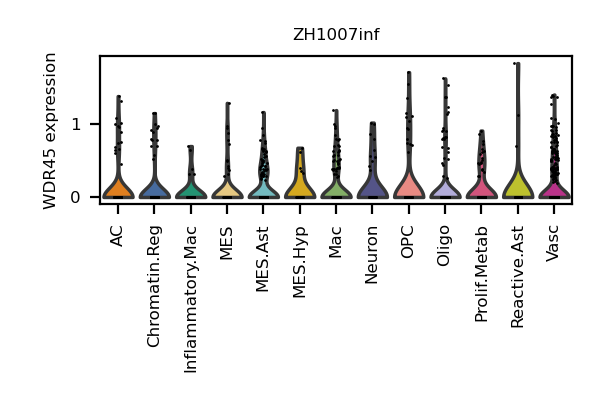 ZH1007inf
WDR45 expression
1
0
AC
Chromatin.Reg
Inflammatory.Mac
MES
MES.Ast
MES.Hyp
Mac
Neuron
OPC
Oligo
Prolif.Metab
Reactive.Ast
Vasc